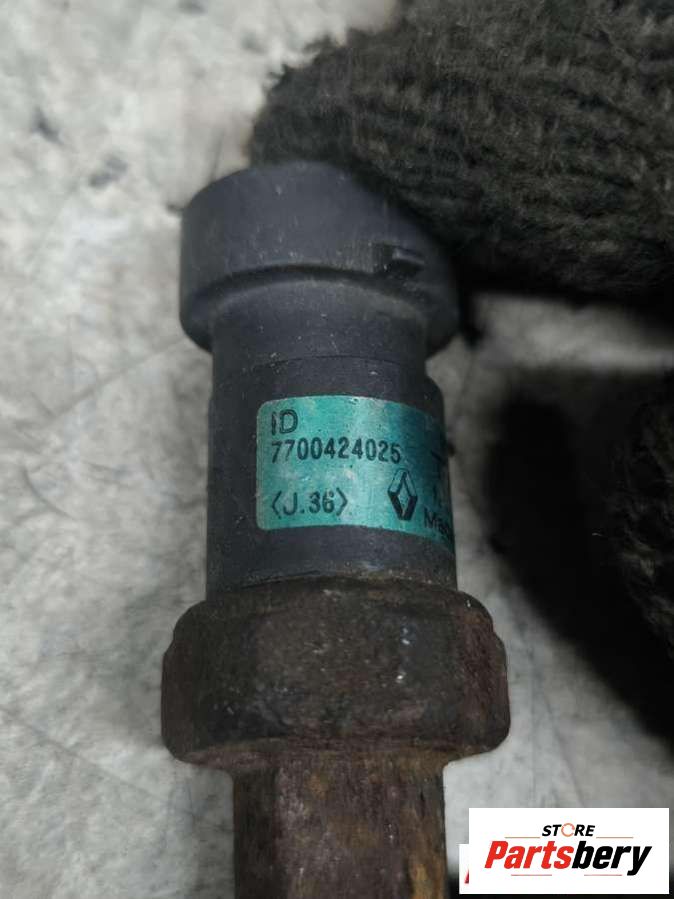 ID
7700424025
<J.36>
STORE
Partsbery